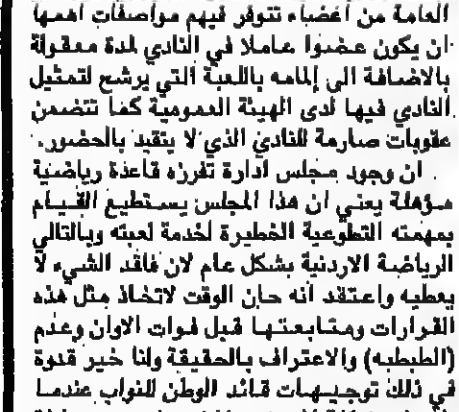 العامة من أعضاء تتوفر فيهم مواصفات أهمها
ان يكون عضوا عاملا في النادي لمدة معقولة
بالاضافة الى إلمامه باللعبة التي يرشح لتمثيل
النادي فيها لدى الهيئة العمومية كما تتضمن
عقوبات صارمة للنادي الذي لا يتقيد بالحضور.
ان وجود مجلس ادارة تفرزه قاعدة رياضية
مؤهلة يعني ان هذا المجلس يستطيع القيام
بمهمته التطوعية الخطيرة لخدمة لعبته وبالتالي
الرياضة الاردنية بشكل عام لان فاقد الشيء لا
يعطيه واعتقد انه حان الوقت لاتخاذ مثل هذه
القرارات ومتابعتها قبل فوات الاوان وعدم
(الطبطبه) والاعتراف بالحقيقة ولنا خير قدوة
في ذلك توجيهات قائد الوطن للنواب عندما